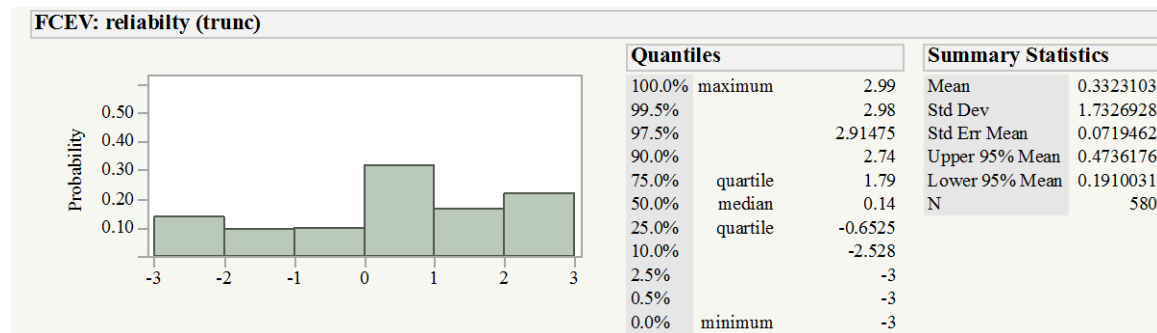 FCEV: reliabilty (trunc)
Probability
0.50
0.40
0.30
0.20
0.10
-3 -2 -1 0 1 2 3
Quantiles
100.0% maximum 2.99
99.5% 2.98
97.5% 2.91475
90.0% 2.74
75.0% quartile 1.79
50.0% median 0.14
25.0% quartile -0.6525
10.0% -2.528
2.5% -3
0.5% -3
0.0% minimum -3
Summary Statistics
Mean 0.3323103
Std Dev 1.7326928
Std Err Mean 0.0719462
Upper 95% Mean 0.4736176
Lower 95% Mean 0.1910031
N 580